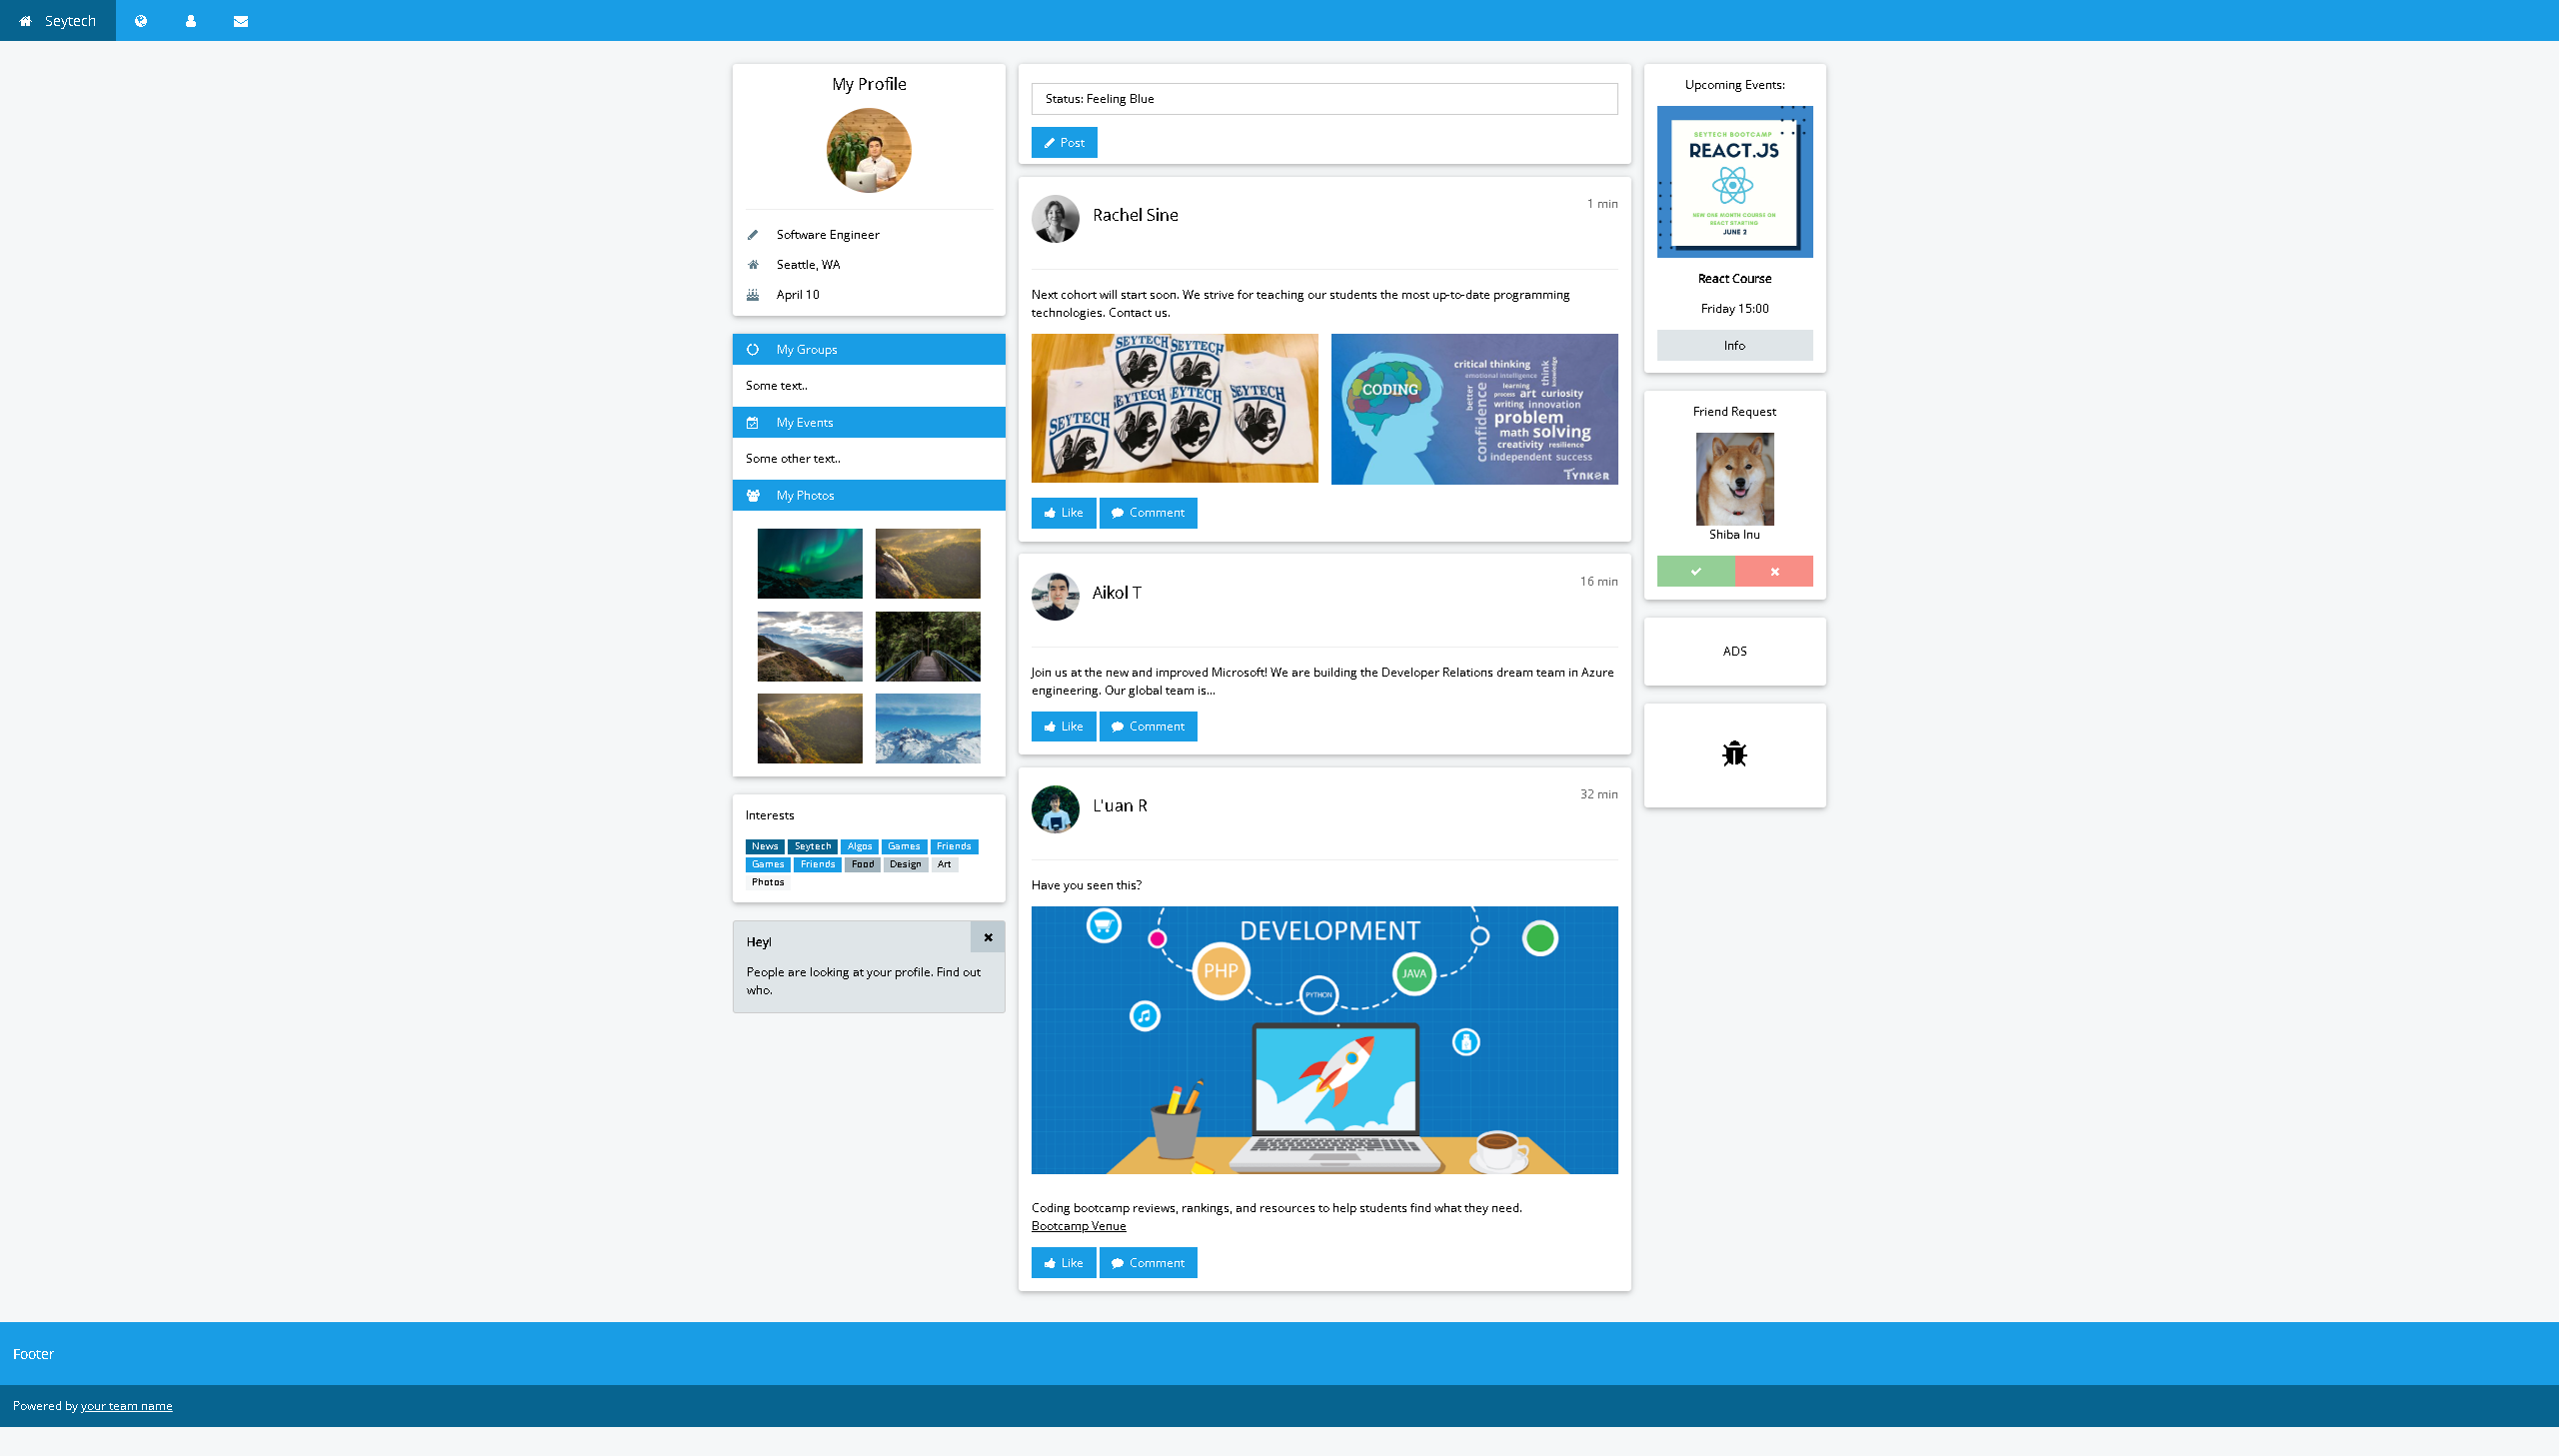 Seytech
My Profile
Software Engineer
Seattle, WA
April 10
My Groups
Some text..
My Events
Some other text..
My Photos
Interests
News Seytech Algos Games Friends
Games Friends Food Design Art
Photos
Hey!
People are looking at your profile. Find out
who.
Status: Feeling Blue
Post
Rachel Sine
1 min
Next cohort will start soon. We strive for teaching our students the most up-to-date programming
technologies. Contact us.
SEYTECH SEYTECH
SEYTECH SEYTECH SEYTECH SEYTECH
CODING
critical thinking
emotional intelligence
think
knowledge
learning
better
process art curiosity
writing innovation
confidence
problem
math solving
creativity resilience
independent success
TYNKER
Like Comment
Aikol T
16 min
Join us at the new and improved Microsoft! We are building the Developer Relations dream team in Azure
engineering. Our global team is...
Like Comment
L'uan R
32 min
Have you seen this?
DEVELOPMENT
PHP
PYTHON
JAVA
Coding bootcamp reviews, rankings, and resources to help students find what they need.
Bootcamp Venue
Like Comment
Upcoming Events:
SEYTECH BOOTCAMP
REACT.JS
NEW ONE MONTH COURSE ON
REACT STARTING
JUNE 2
React Course
Friday 15:00
Info
Friend Request
Shiba Inu
ADS
Footer
Powered by your team name